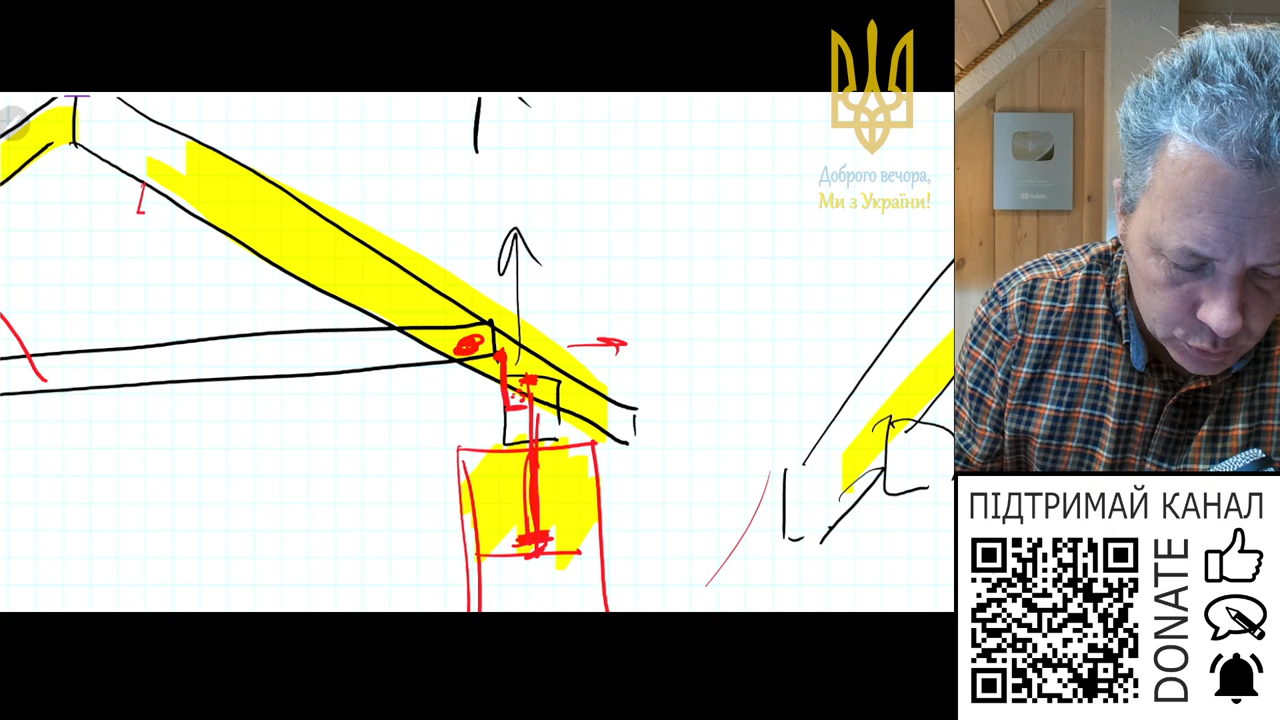 Доброго вечора,
Ми з України!
ПІДТРИМАЙ КАНАЛ
DONATE